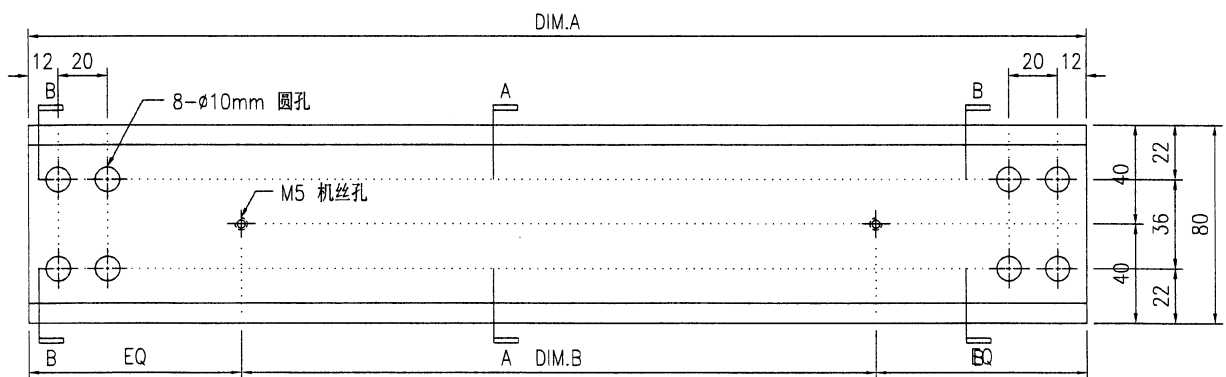 DIM.A
12 20 20 12
B A B
8-ø10mm 圆孔
22
40
M5 机丝孔
36 80
40
22
B EQ A DIM.B B EQ